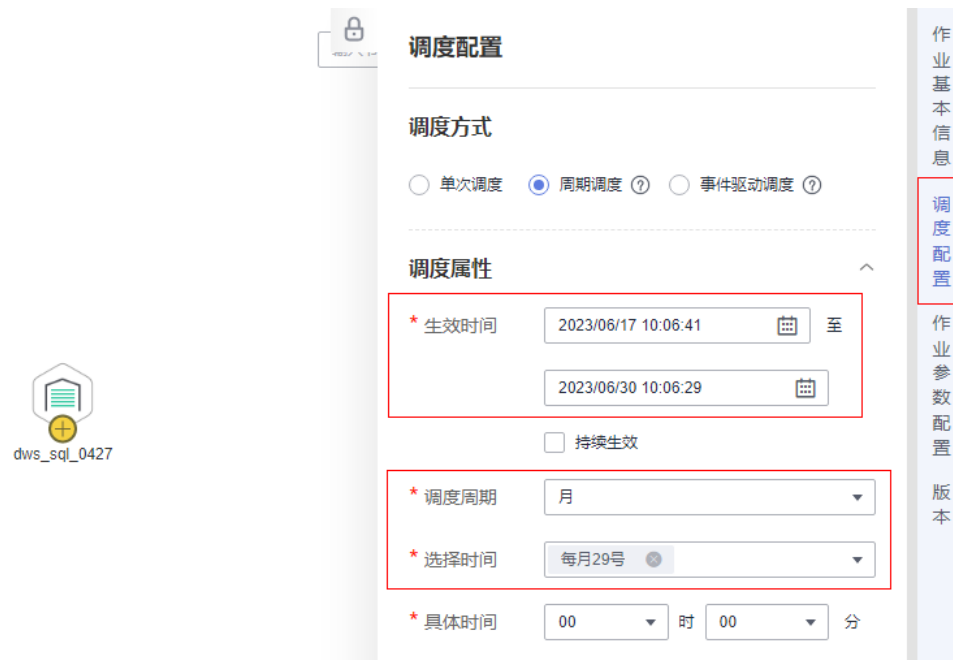 调度配置
调度方式
单次调度 周期调度 事件驱动调度
调度属性
* 生效时间 2023/06/17 10:06:41 至
2023/06/30 10:06:29
持续生效
* 调度周期 月
* 选择时间 每月29号
* 具体时间 00 时 00 分
dws_sql_0427
作业基本信息
调度配置
作业参数配置
版本